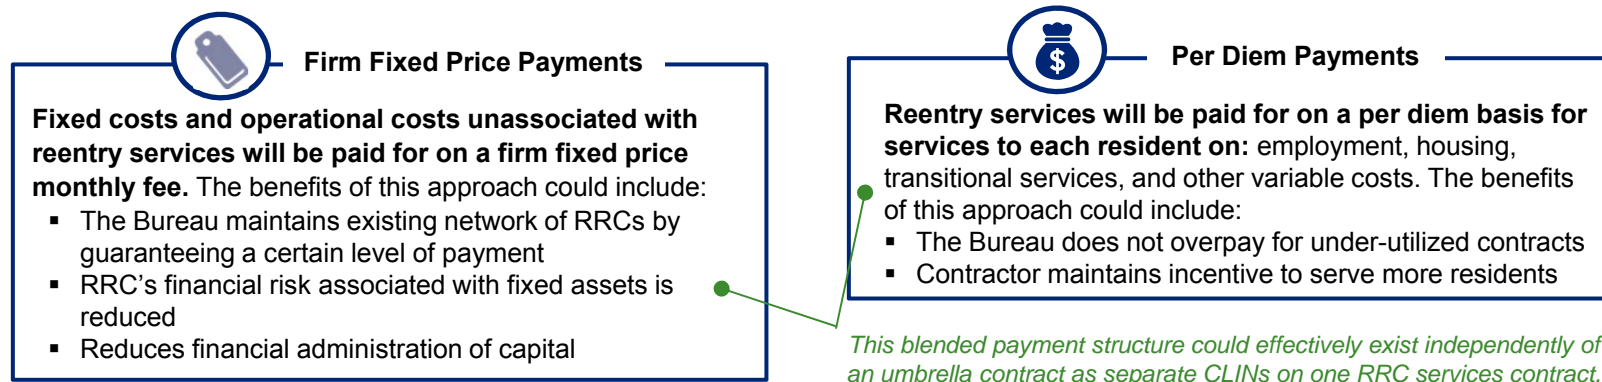 Firm Fixed Price Payments
Fixed costs and operational costs unassociated with
reentry services will be paid for on a firm fixed price
monthly fee. The benefits of this approach could include:
▪ The Bureau maintains existing network of RRCs by
guaranteeing a certain level of payment
▪ RRC’s financial risk associated with fixed assets is
reduced
▪ Reduces financial administration of capital
$
Per Diem Payments
Reentry services will be paid for on a per diem basis for
services to each resident on: employment, housing,
transitional services, and other variable costs. The benefits
of this approach could include:
▪ The Bureau does not overpay for under-utilized contracts
▪ Contractor maintains incentive to serve more residents
This blended payment structure could effectively exist independently of
an umbrella contract as separate CLINs on one RRC services contract.